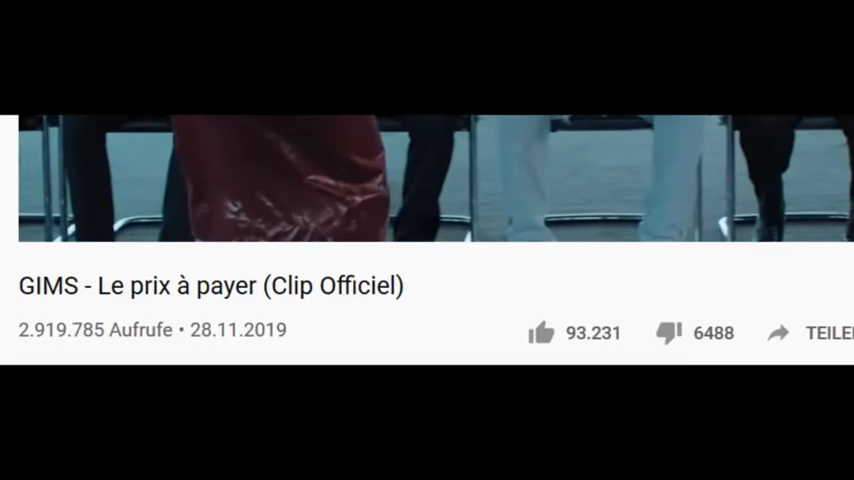 GIMS - Le prix à payer (Clip Officiel)
2.919.785 Aufrufe • 28.11.2019 93.231 6488 TEILE